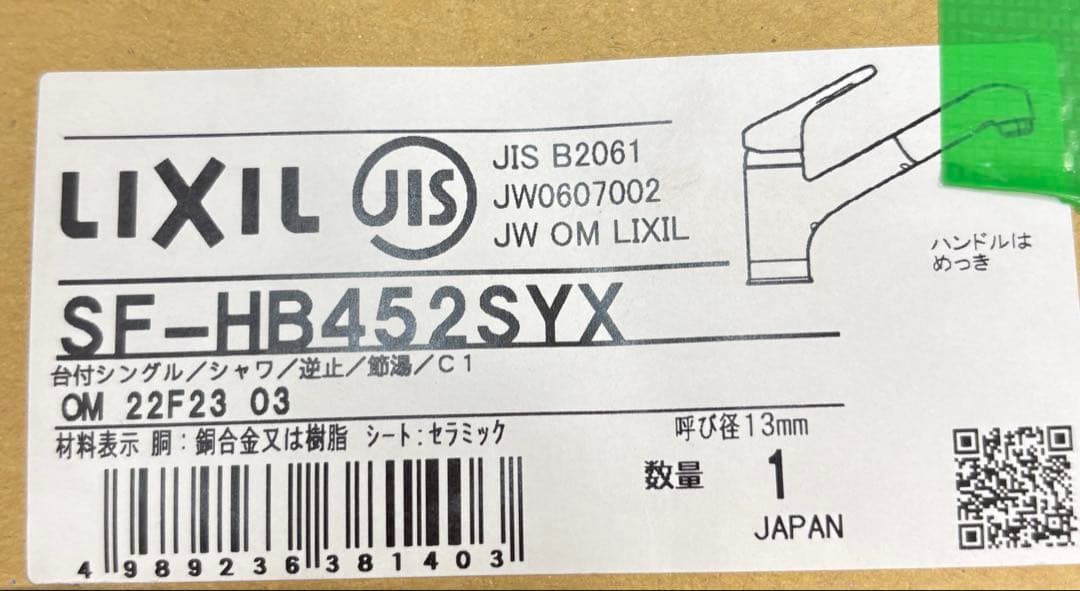 LIXIL
JIS
JIS B2061
JW0607002
JW OM LIXIL
ハンドルは
めっき
SF-HB452SYX
台付シングル/シャワ/逆止/節湯/C1
OM 22F23 03
材料表示 胴:銅合金又は樹脂 シート:セラミック
呼び径13mm
数量 1
JAPAN
4989236381403